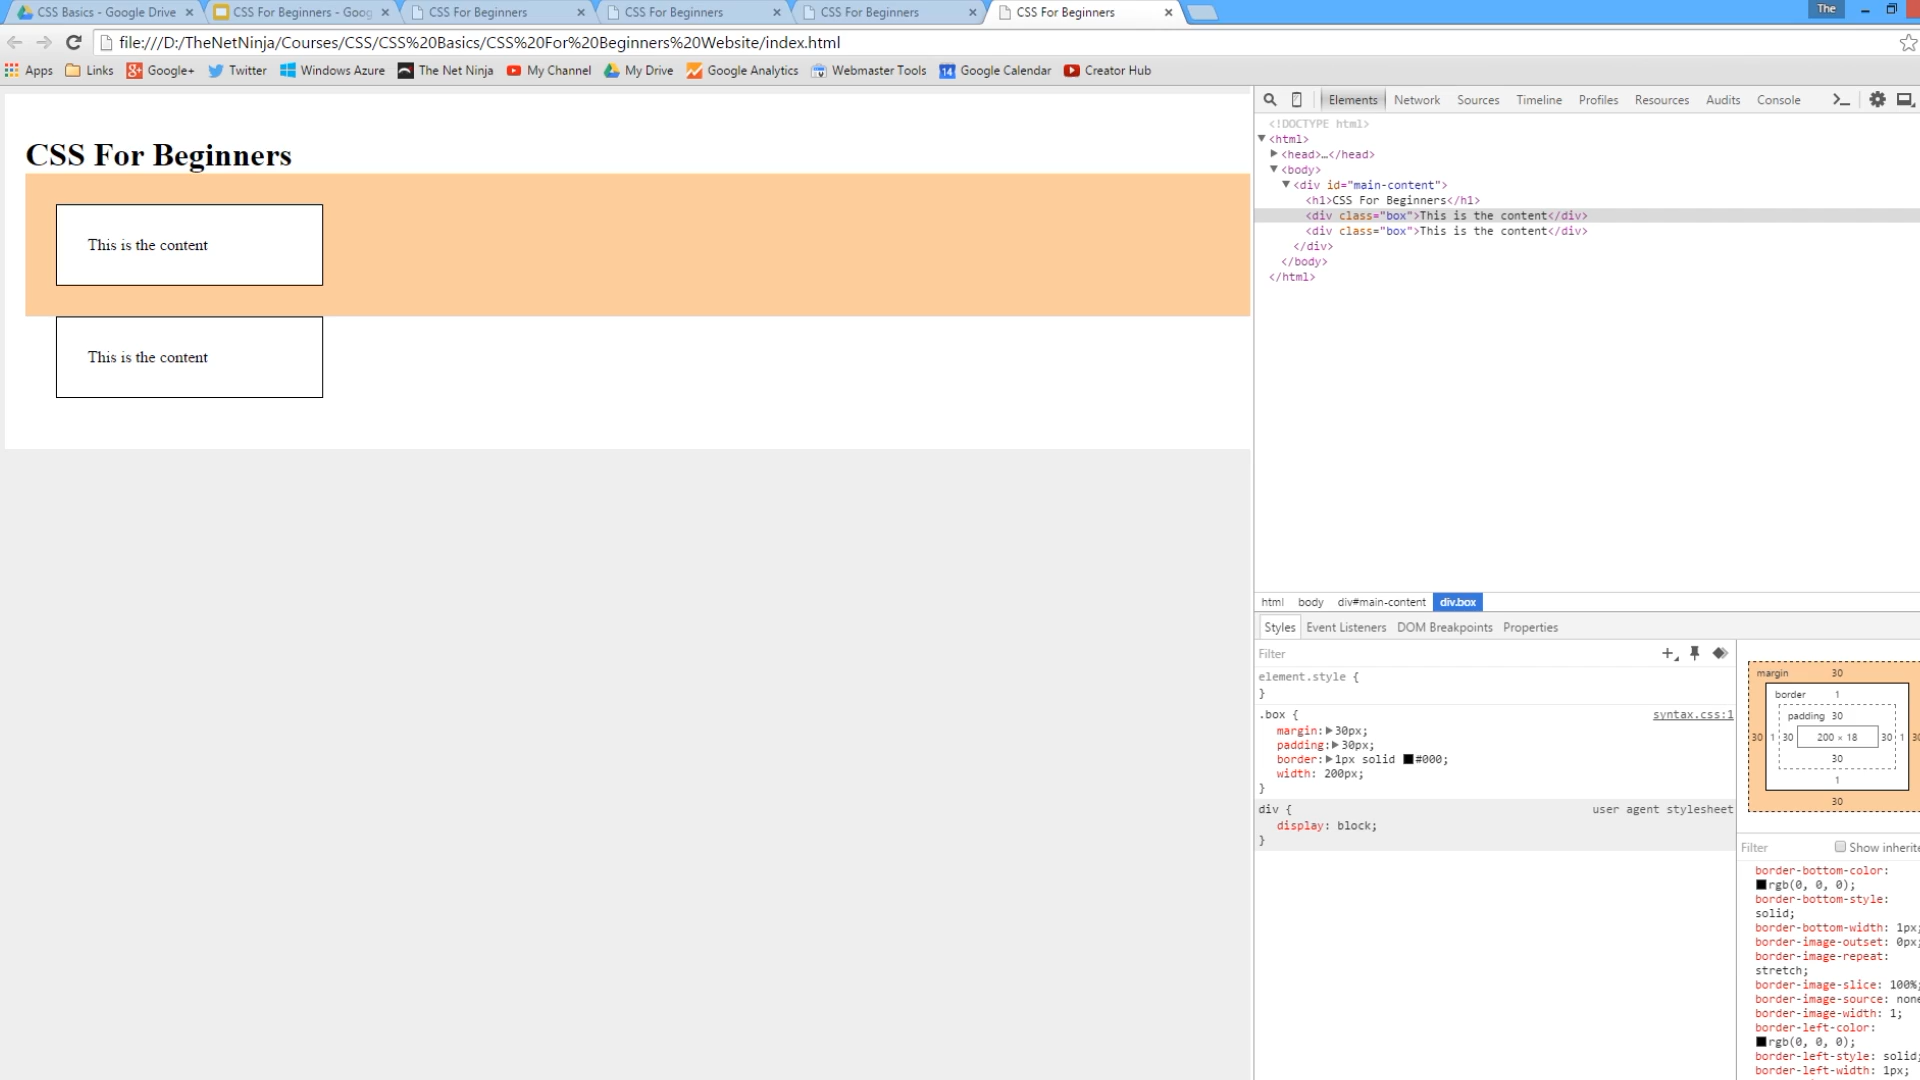 CSS Basics - Google Drive
CSS For Beginners - Goog
CSS For Beginners
CSS For Beginners
CSS For Beginners
CSS For Beginners
The
file:///D:/TheNetNinja/Courses/CSS/CSS%20Basics/CSS%20For%20Beginners%20Website/index.html
Apps Links Google+ Twitter Windows Azure The Net Ninja My Channel My Drive Google Analytics Webmaster Tools 14 Google Calendar Creator Hub
CSS For Beginners
This is the content
This is the content
Elements Network Sources Timeline Profiles Resources Audits Console
<!DOCTYPE html>
<html>
<head>…</head>
<body>
<div id="main-content">
<h1>CSS For Beginners</h1>
<div class="box">This is the content</div>
<div class="box">This is the content</div>
</div>
</body>
</html>
html body div#main-content div.box
Styles Event Listeners DOM Breakpoints Properties
Filter
element.style {
}
.box { syntax.css:1
margin: 30px;
padding: 30px;
border: 1px solid #000;
width: 200px;
}
div { user agent stylesheet
display: block;
}
margin 30
border 1
padding 30
30 1 30 200 × 18 30 1 30
30
1
30
Filter Show inherite
border-bottom-color:
rgb(0, 0, 0);
border-bottom-style:
solid;
border-bottom-width: 1px;
border-image-outset: 0px;
border-image-repeat:
stretch;
border-image-slice: 100%;
border-image-source: none
border-image-width: 1;
border-left-color:
rgb(0, 0, 0);
border-left-style: solid;
border-left-width: 1px;